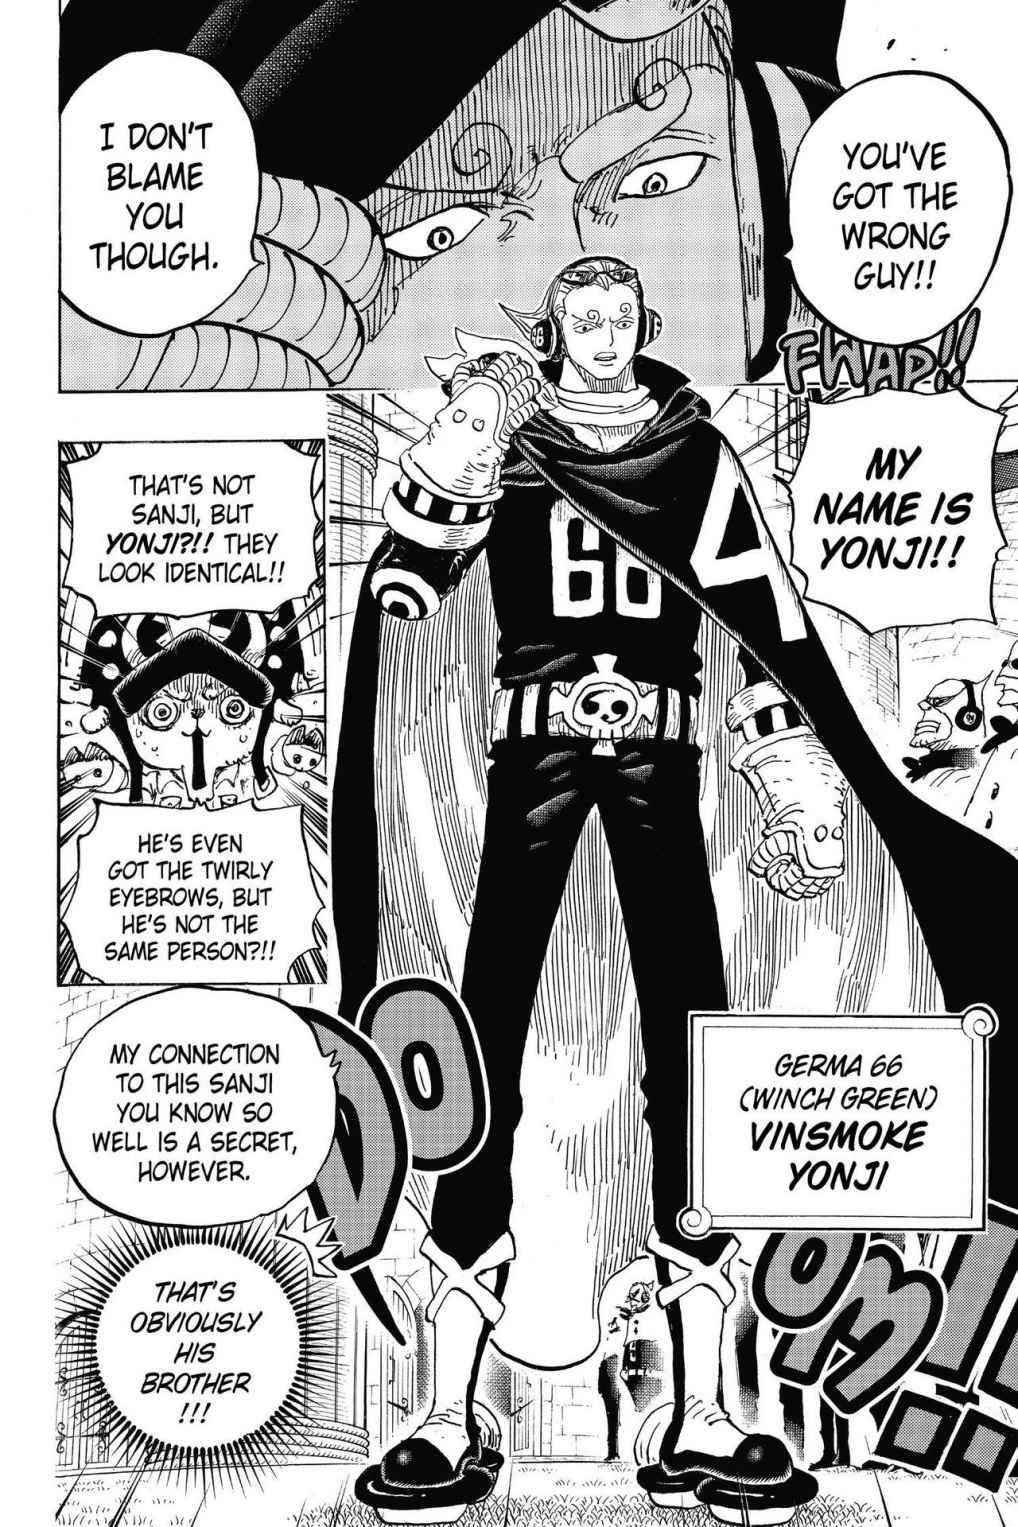 YOU'VE
GOT THE
WRONG
GUY!!
I DON'T
BLAME
YOU
THOUGH.
FWAP!!
MY
NAME IS
YONJI!!
66
66
4
THAT'S NOT
SANJI, BUT
YONJI?!! THEY
LOOK IDENTICAL!!
HE'S EVEN
GOT THE TWIRLY
EYEBROWS, BUT
HE'S NOT THE
SAME PERSON?!!
GERMA 66
(WINCH GREEN)
VINSMOKE
YONJI
MY CONNECTION
TO THIS SANJI
YOU KNOW SO
WELL IS A SECRET,
HOWEVER.
DOOM!!
THAT'S
OBVIOUSLY
HIS
BROTHER
!!!